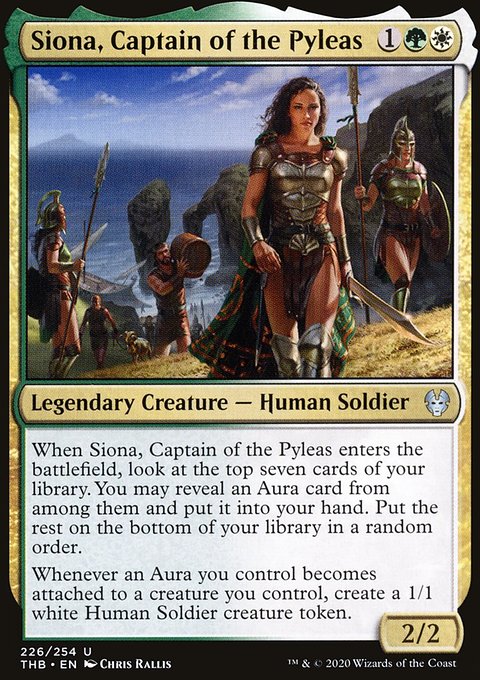 Siona, Captain of the Pyleas 1
Legendary Creature — Human Soldier
When Siona, Captain of the Pyleas enters the
battlefield, look at the top seven cards of your
library. You may reveal an Aura card from
among them and put it into your hand. Put the
rest on the bottom of your library in a random
order.
Whenever an Aura you control becomes
attached to a creature you control, create a 1/1
white Human Soldier creature token.
2/2
226/254 U
THB • EN Chris Rallis
™ & © 2020 Wizards of the Coast